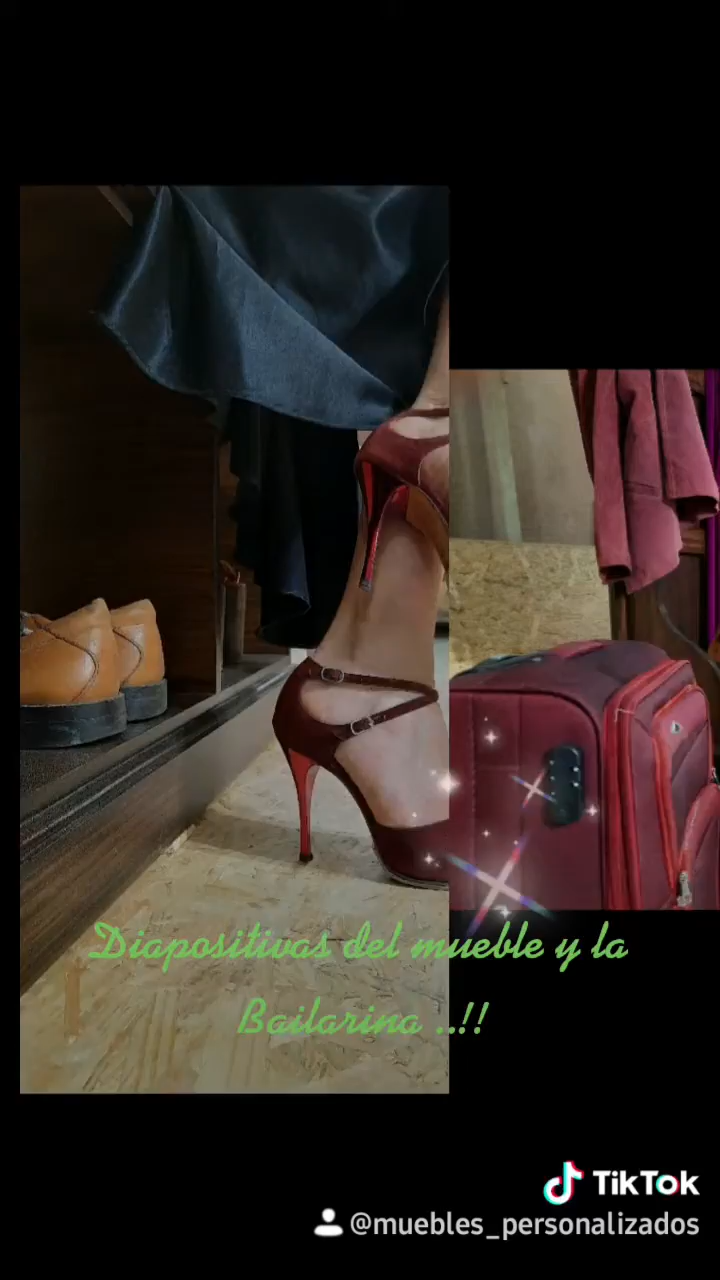 Diapositivas del mueble y la
Bailarina ..!!
TikTok
@muebles_personalizados